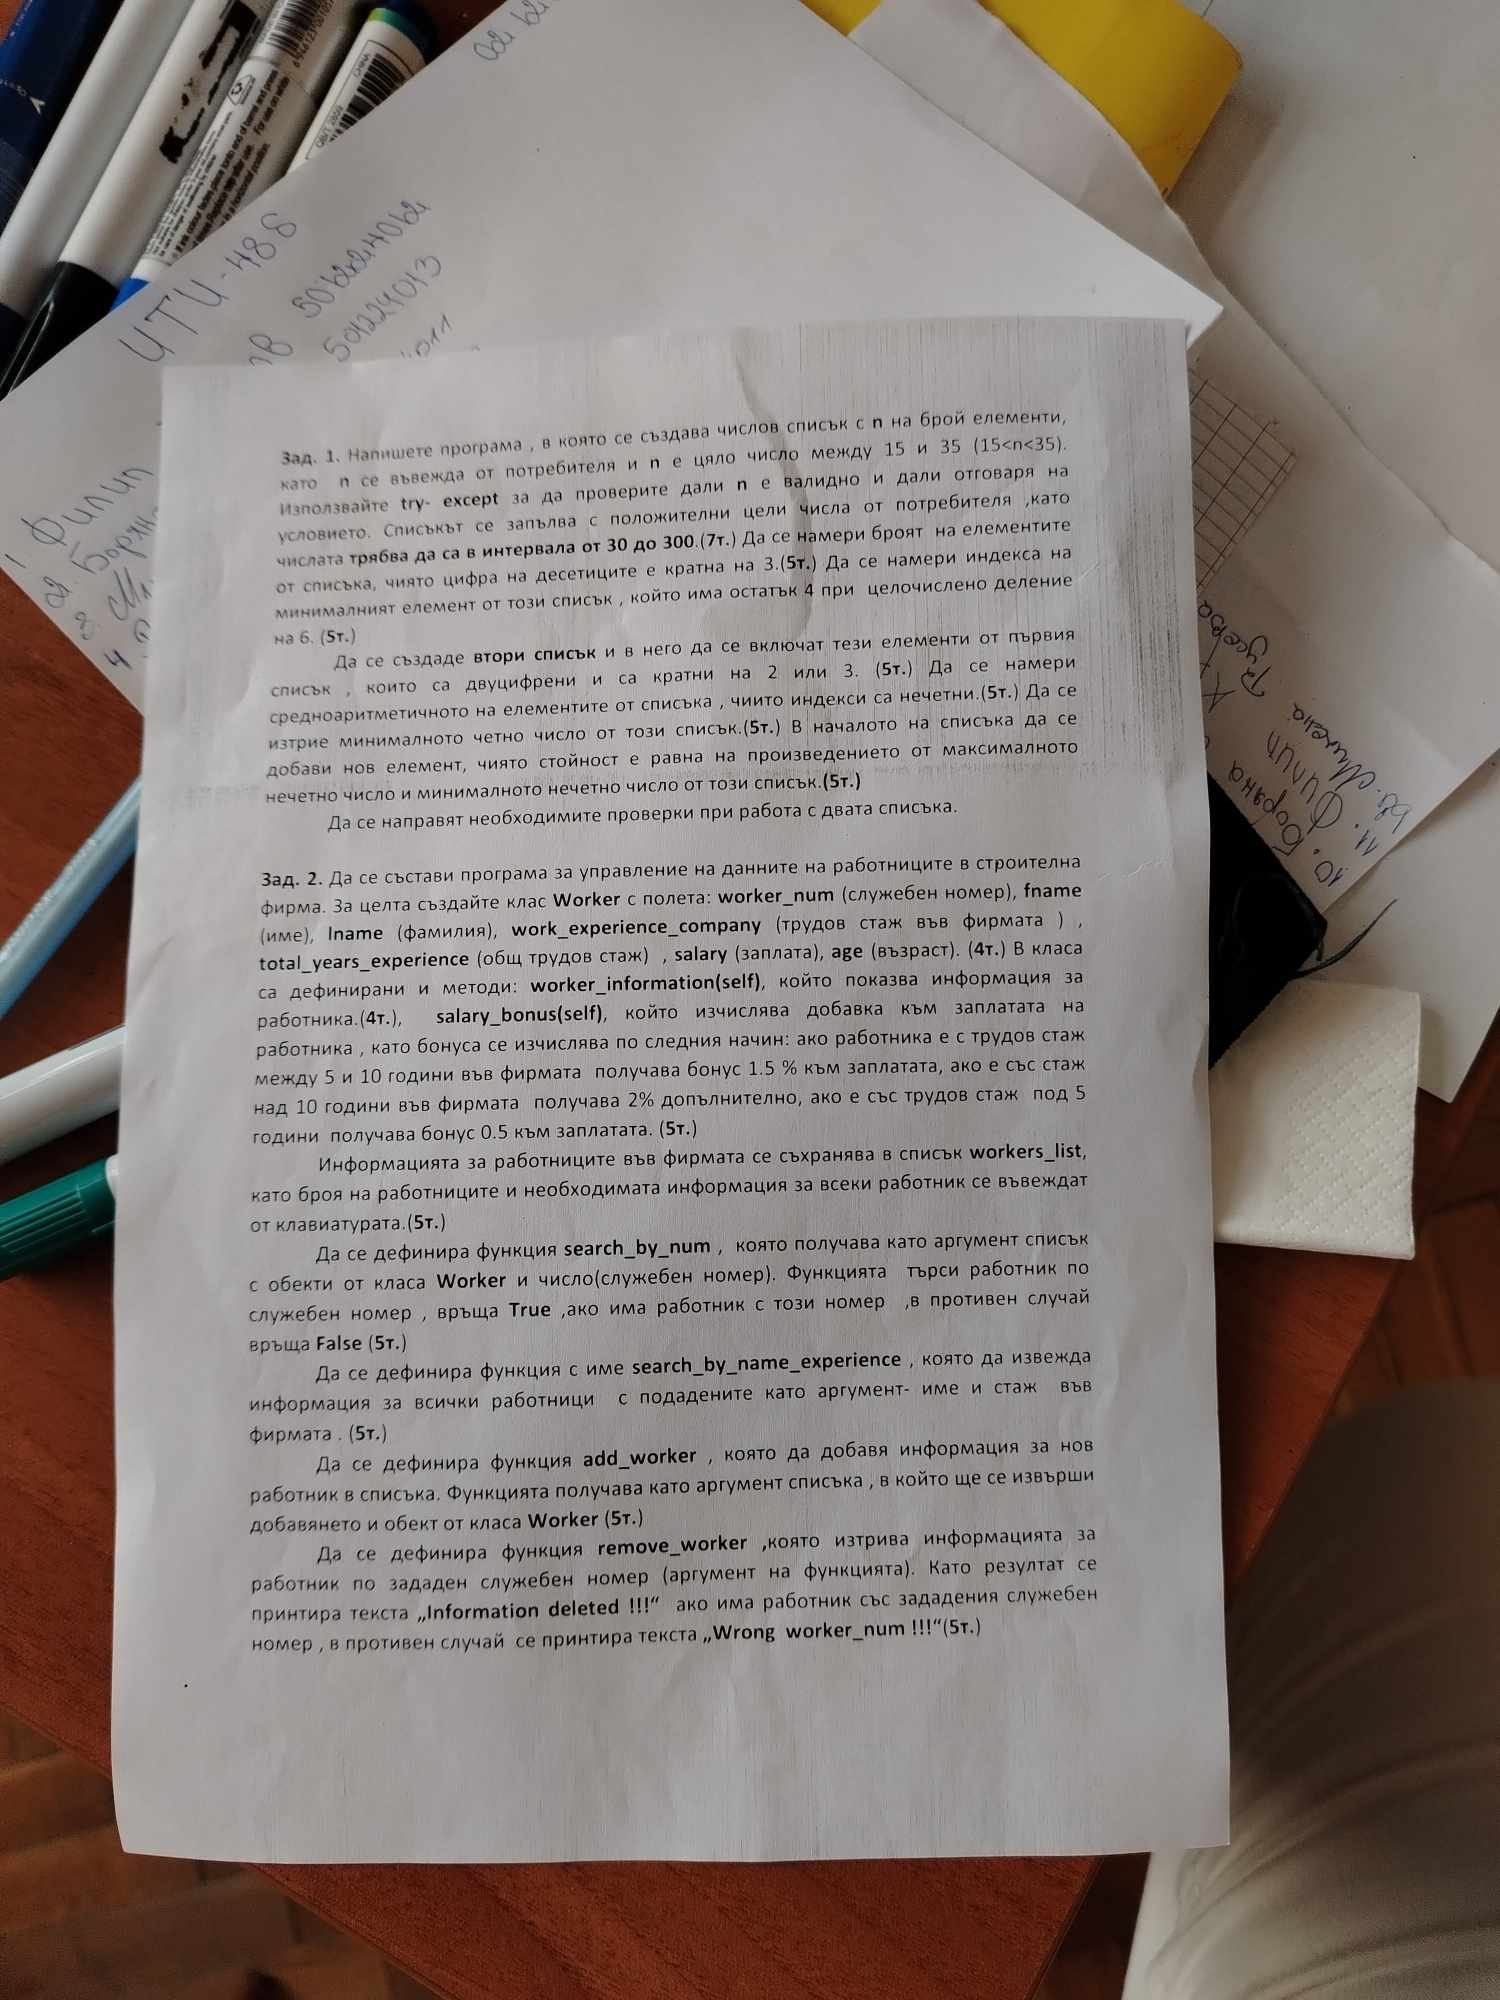 CHINA
GB/T 2869
ИТИ-48б
5012224012
501224013
1. Филип
4
Зад. 1. Напишете програма , в която се създава числов списък с n на брой елементи,
като n се въвежда от потребителя и n е цяло число между 15 и 35 (15<n<35).
Използвайте try- except за да проверите дали n е валидно и дали отговаря на
условието. Списъкът се запълва с положителни цели числа от потребителя ,като
числата трябва да са в интервала от 30 до 300.(7т.) Да се намери броят на елементите
от списъка, чиято цифра на десетиците е кратна на 3.(5т.) Да се намери индекса на
минималният елемент от този списък , който има остатък 4 при целочислено деление
на 6. (5т.)
Да се създаде втори списък и в него да се включат тези елементи от първия
списък , които са двуцифрени и са кратни на 2 или 3. (5т.) Да се намери
средноаритметичното на елементите от списъка , чиито индекси са нечетни.(5т.) Да се
изтрие минималното четно число от този списък.(5т.) В началото на списъка да се
добави нов елемент, чиято стойност е равна на произведението от максималното
нечетно число и минималното нечетно число от този списък.(5т.)
Да се направят необходимите проверки при работа с двата списъка.
Зад. 2. Да се състави програма за управление на данните на работниците в строителна
фирма. За целта създайте клас Worker с полета: worker_num (служебен номер), fname
(име), lname (фамилия), work_experience_company (трудов стаж във фирмата ) ,
total_years_experience (общ трудов стаж) , salary (заплата), age (възраст). (4т.) В класа
са дефинирани и методи: worker_information(self), който показва информация за
работника.(4т.), salary_bonus(self), който изчислява добавка към заплатата на
работника , като бонуса се изчислява по следния начин: ако работника е с трудов стаж
между 5 и 10 години във фирмата получава бонус 1.5 % към заплатата, ако е със стаж
над 10 години във фирмата получава 2% допълнително, ако е със трудов стаж под 5
години получава бонус 0.5 към заплатата. (5т.)
Информацията за работниците във фирмата се съхранява в списък workers_list,
като броя на работниците и необходимата информация за всеки работник се въвеждат
от клавиатурата.(5т.)
Да се дефинира функция search_by_num , която получава като аргумент списък
с обекти от класа Worker и число(служебен номер). Функцията търси работник по
служебен номер , връща True ,ако има работник с този номер ,в противен случай
връща False (5т.)
Да се дефинира функция с име search_by_name_experience , която да извежда
информация за всички работници с подадените като аргумент- име и стаж във
фирмата . (5т.)
Да се дефинира функция add_worker , която да добавя информация за нов
работник в списъка. Функцията получава като аргумент списъка , в който ще се извърши
добавянето и обект от класа Worker (5т.)
Да се дефинира функция remove_worker ,която изтрива информацията за
работник по зададен служебен номер (аргумент на функцията). Като резултат се
принтира текста „Information deleted !!!“ ако има работник със зададения служебен
номер , в противен случай се принтира текста „Wrong worker_num !!!“(5т.)
10. Боряна
11. Филип